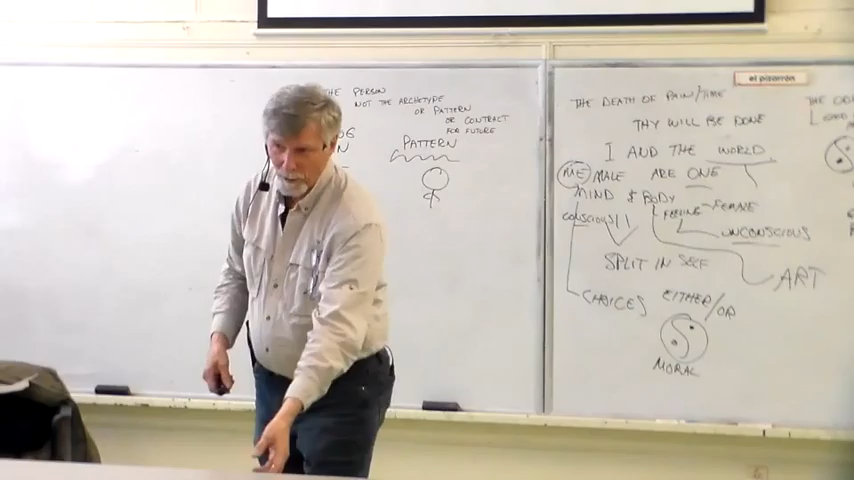 THE PERSON
NOT THE ARCHETYPE
OR PATTERN
OR CONTRACT
FOR FUTURE
PATTERN
el pizarrón
THE DEATH OF PAIN/TIME
THY WILL BE DONE
I AND THE WORLD
ME MALE ARE ONE
MIND & BODY
CONSCIOUS FEELING - FEMALE
UNCONSCIOUS
SPLIT IN SELF
ART
CHOICES EITHER/OR
MORAL
THE